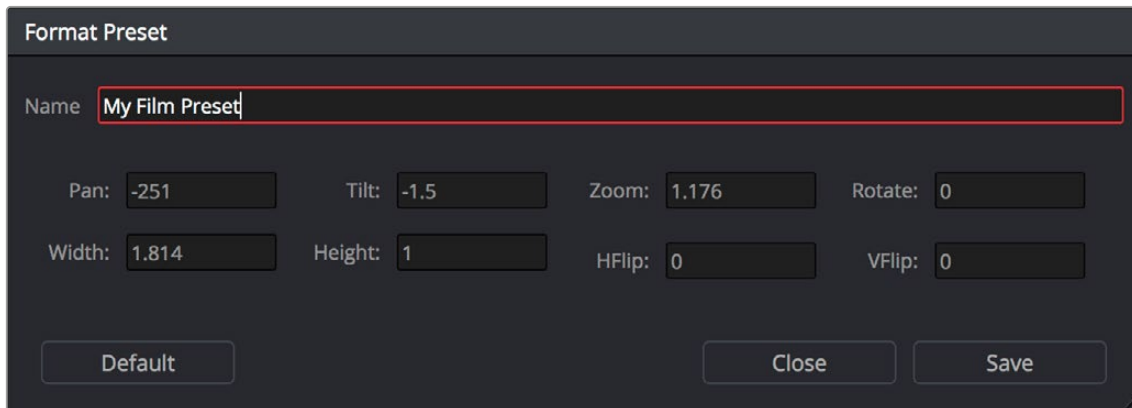 Format Preset
Name My Film Preset
Pan: -251 Tilt: -1.5 Zoom: 1.176 Rotate: 0
Width: 1.814 Height: 1 HFlip: 0 VFlip: 0
Default Close Save